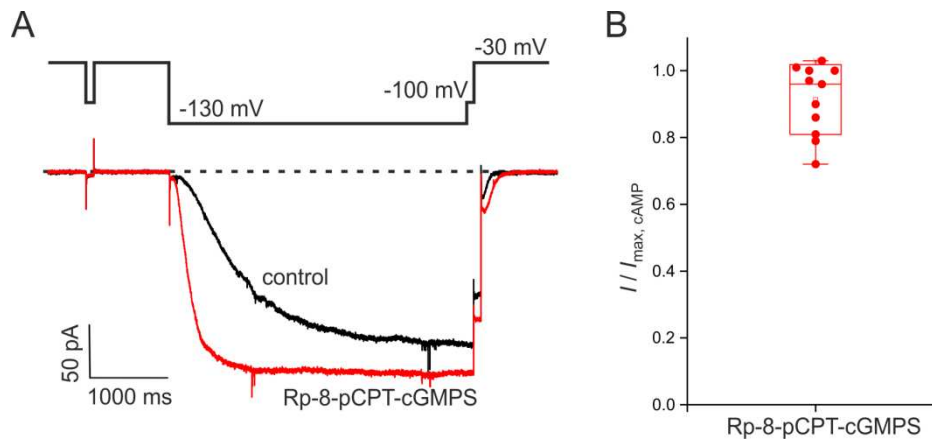 A
-30 mV
-100 mV
-130 mV
control
50 pA
1000 ms
Rp-8-pCPT-cGMPS
B
I / Imax, cAMP
1.0
0.8
0.6
0.4
0.2
0.0
Rp-8-pCPT-cGMPS